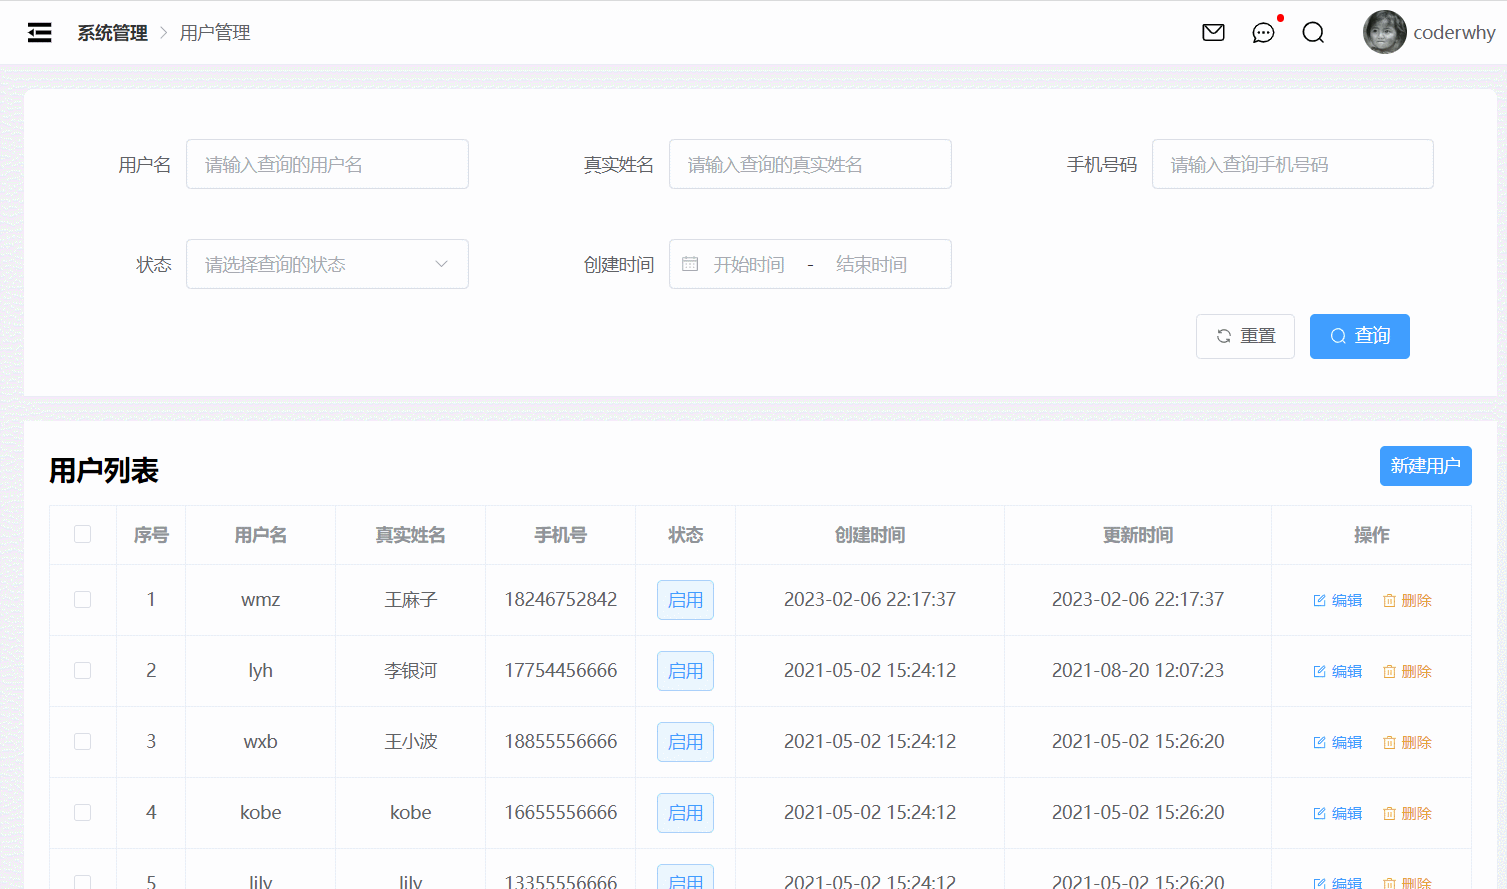 系统管理 > 用户管理 coderwhy
用户名 请输入查询的用户名 真实姓名 请输入查询的真实姓名 手机号码 请输入查询手机号码
状态 请选择查询的状态 创建时间 开始时间 - 结束时间
重置 查询
用户列表 新建用户
序号 用户名 真实姓名 手机号 状态 创建时间 更新时间 操作
1 wmz 王麻子 18246752842 启用 2023-02-06 22:17:37 2023-02-06 22:17:37 编辑 删除
2 lyh 李银河 17754456666 启用 2021-05-02 15:24:12 2021-08-20 12:07:23 编辑 删除
3 wxb 王小波 18855556666 启用 2021-05-02 15:24:12 2021-05-02 15:26:20 编辑 删除
4 kobe kobe 16655556666 启用 2021-05-02 15:24:12 2021-05-02 15:26:20 编辑 删除
5 lily lily 13355556666 启用 2021-05-02 15:24:12 2021-05-02 15:26:20 编辑 删除